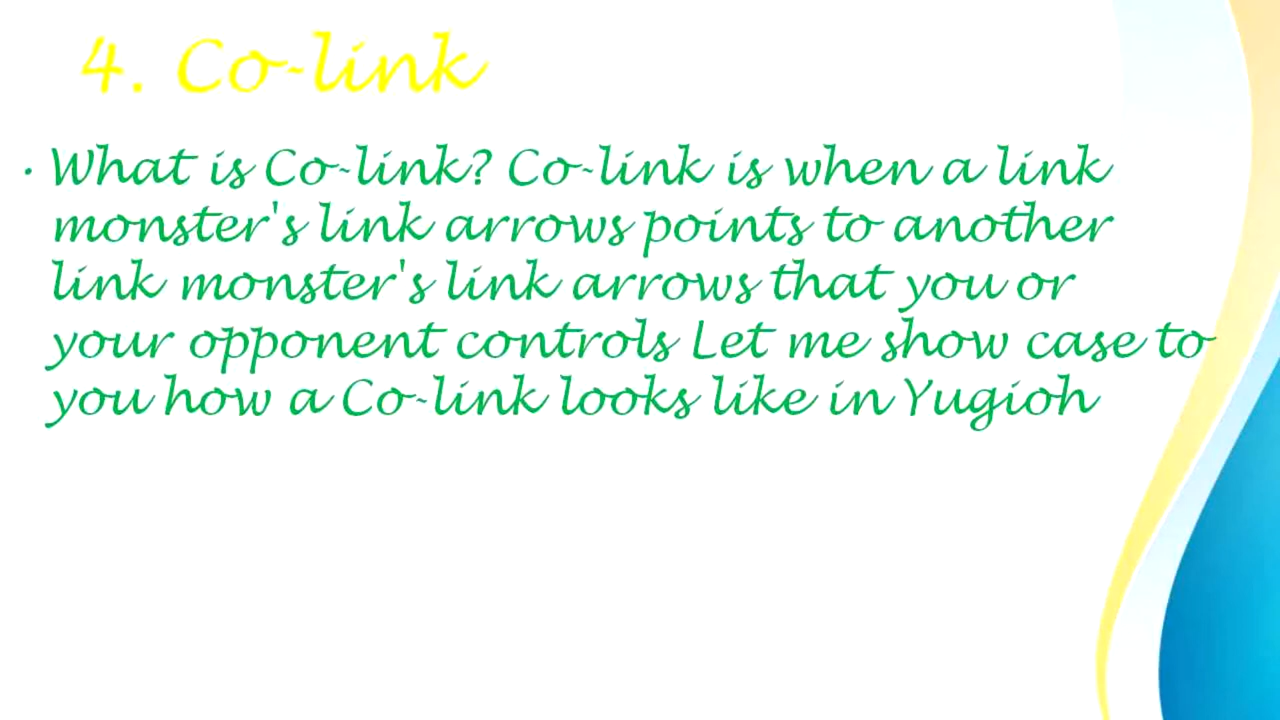 4. Co-link
• What is Co-link? Co-link is when a link
monster's link arrows points to another
link monster's link arrows that you or
your opponent controls Let me show case to
you how a Co-link looks like in Yugioh